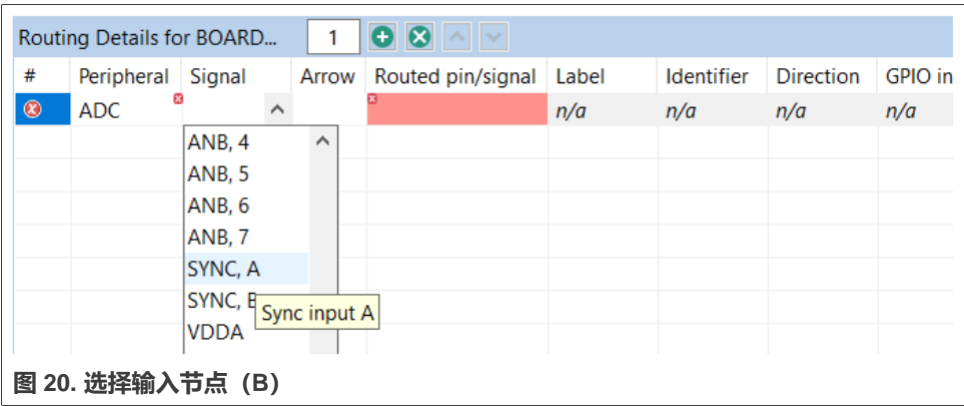 Routing Details for BOARD... 1
# Peripheral Signal Arrow Routed pin/signal Label Identifier Direction GPIO in
ADC n/a n/a n/a n/a
ANB, 4
ANB, 5
ANB, 6
ANB, 7
SYNC, A
SYNC, B
Sync input A
VDDA
图 20. 选择输入节点（B）